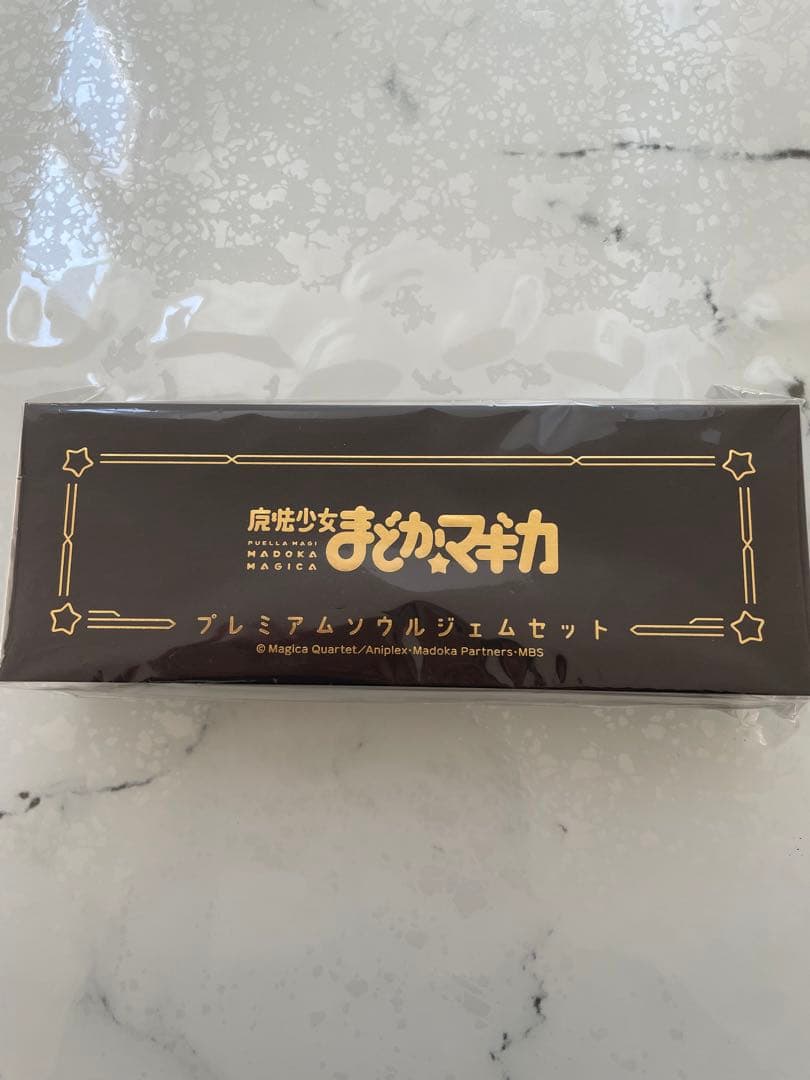 魔法少女
まどか☆マギカ
PUELLA MAGI
MADOKA
MAGICA
プレミアムソウルジェムセット
© Magica Quartet/Aniplex・Madoka Partners・MBS